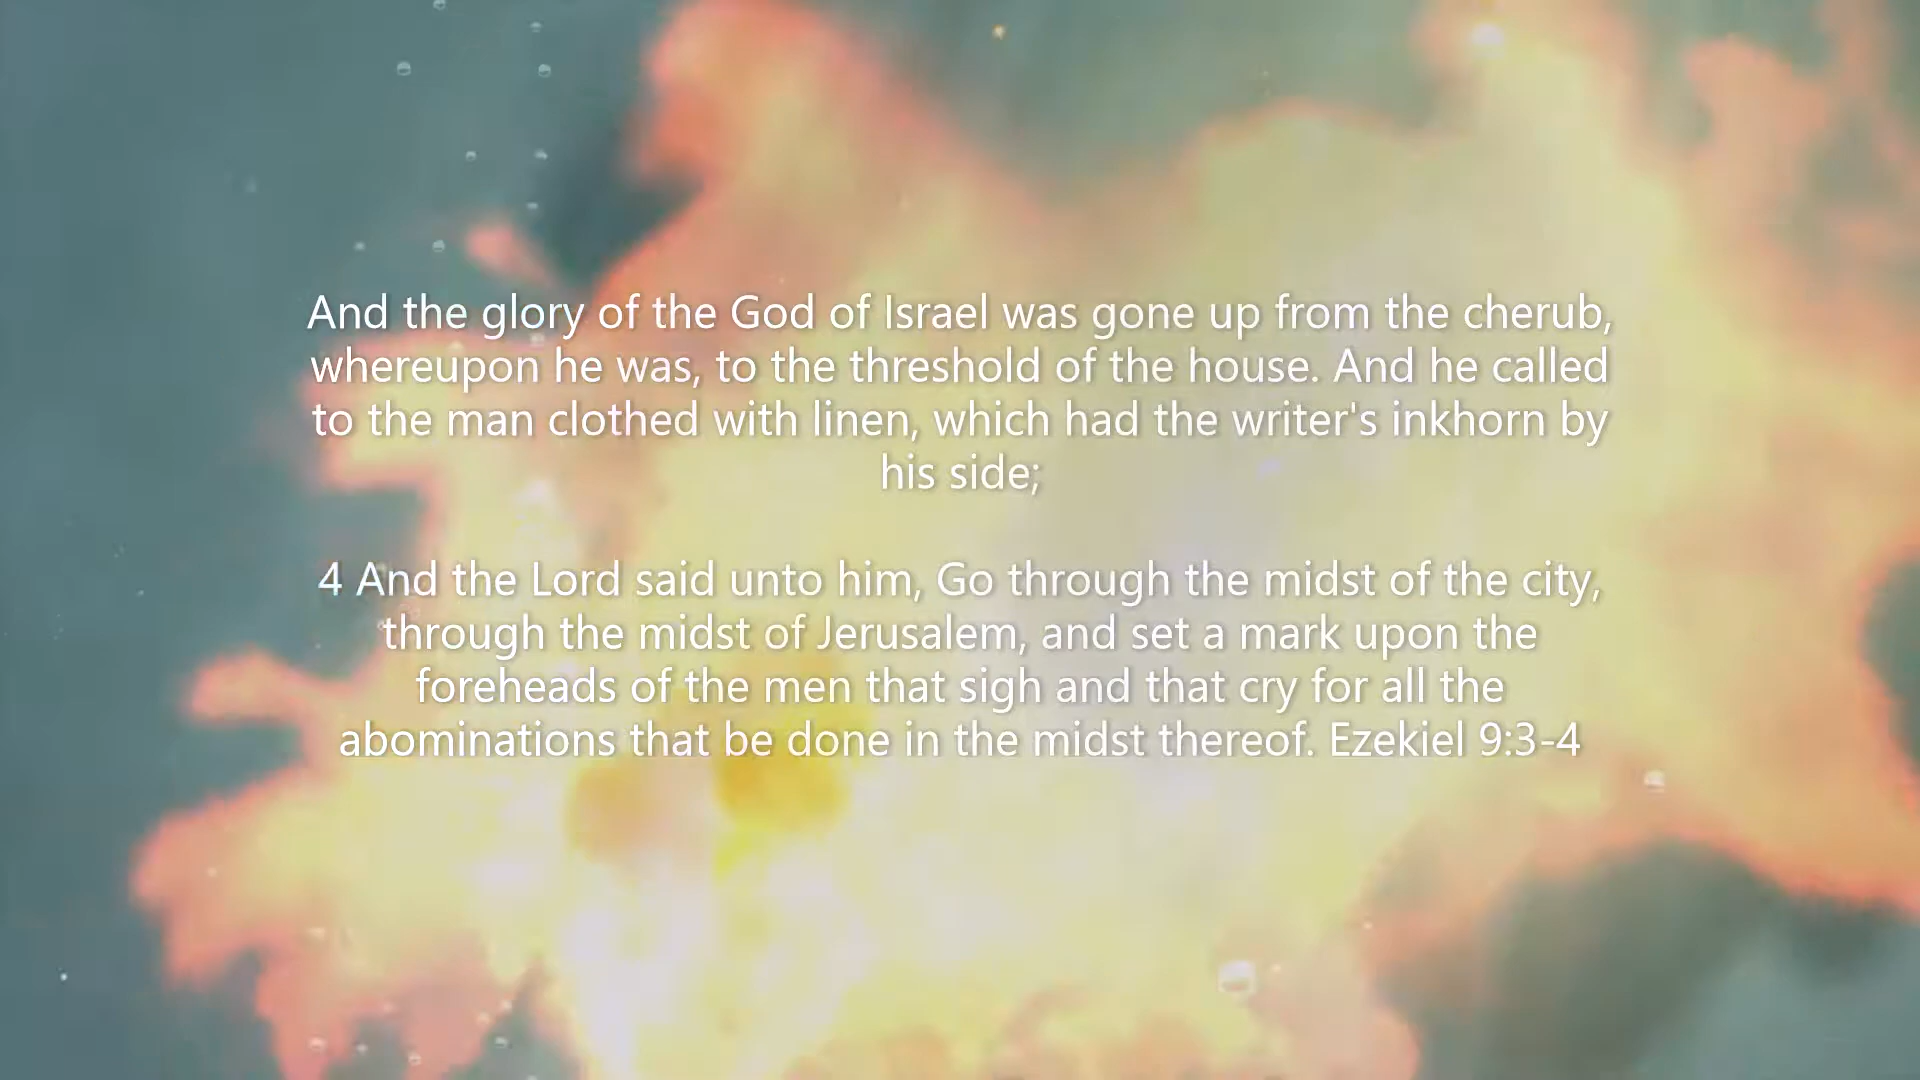 And the glory of the God of Israel was gone up from the cherub,
whereupon he was, to the threshold of the house. And he called
to the man clothed with linen, which had the writer's inkhorn by
his side;
4 And the Lord said unto him, Go through the midst of the city,
through the midst of Jerusalem, and set a mark upon the
foreheads of the men that sigh and that cry for all the
abominations that be done in the midst thereof. Ezekiel 9:3-4